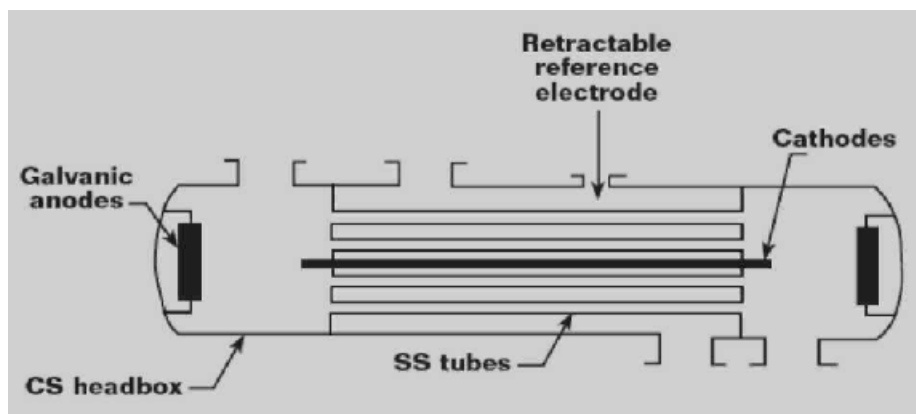 Retractable
reference
electrode
Cathodes
Galvanic
anodes
SS tubes
CS headbox